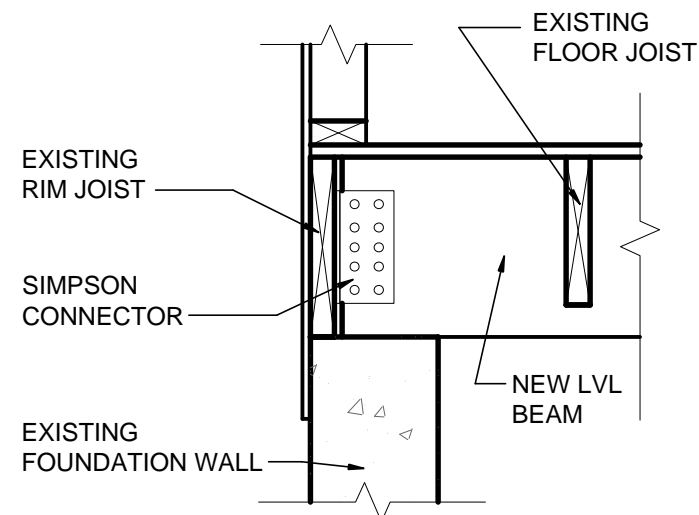 EXISTING
FLOOR JOIST
EXISTING
RIM JOIST
SIMPSON
CONNECTOR
NEW LVL
BEAM
EXISTING
FOUNDATION WALL